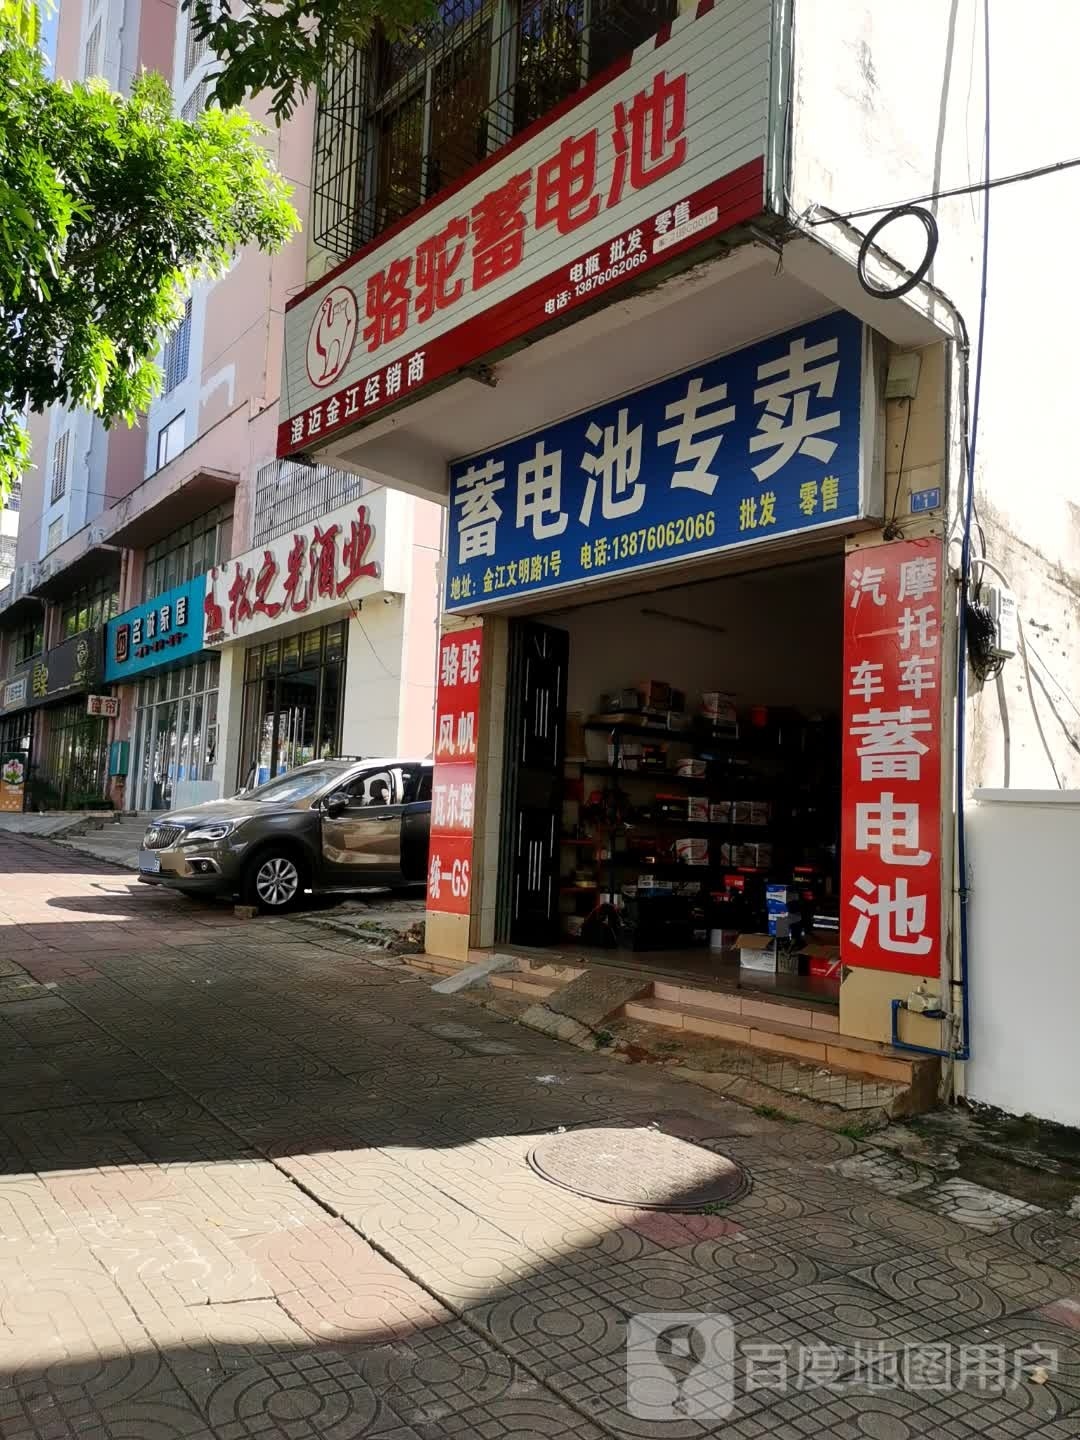 骆驼蓄电池
电瓶 批发 零售
电话:13876062066
澄迈金江经销商
蓄电池专卖
地址：金江文明路1号 电话:13876062066 批发 零售
骆驼
风帆
瓦尔塔
统一GS
摩托车
汽车
蓄电池
松之光酒业
名诚家居
窗帘
百度地图用户